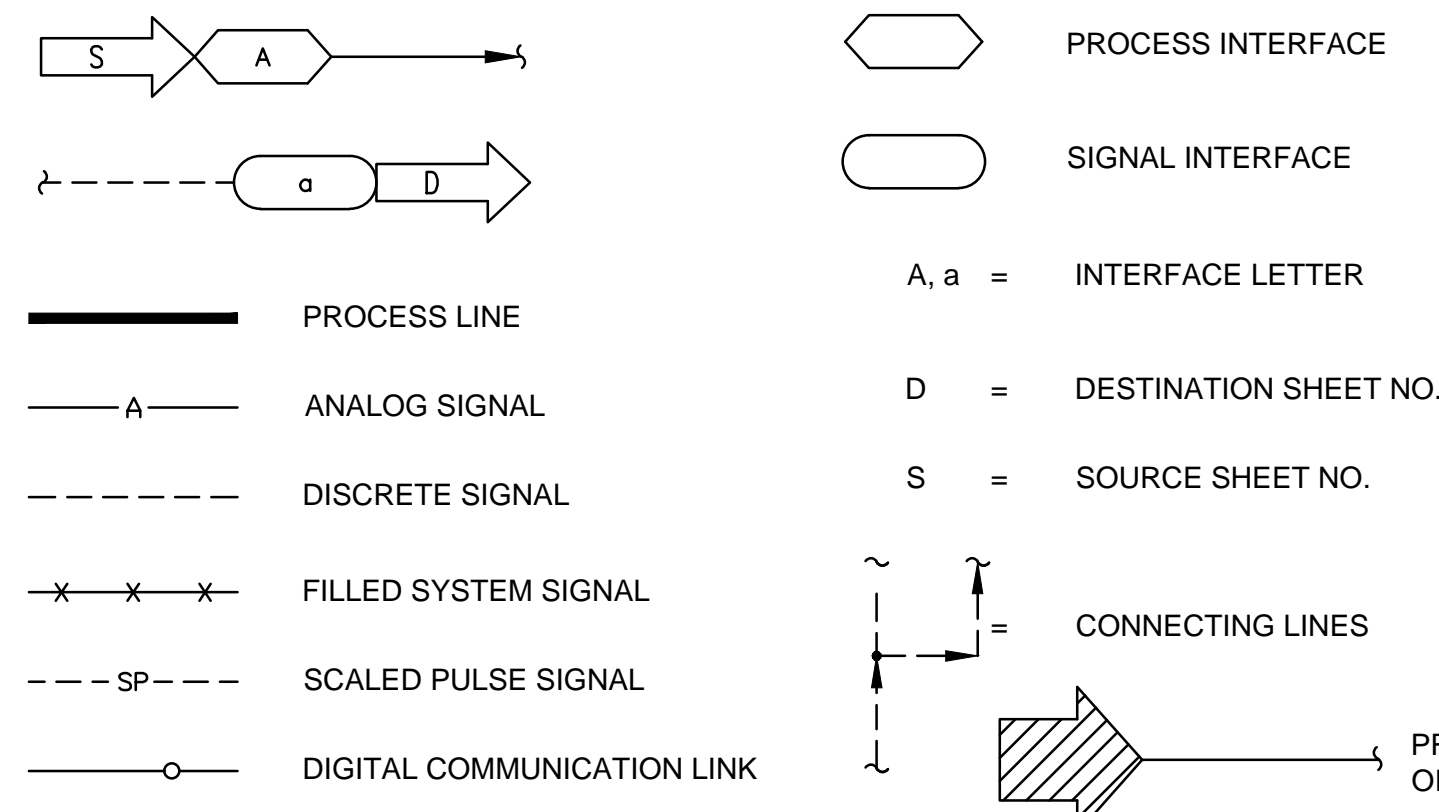 S A
PROCESS INTERFACE
a D
SIGNAL INTERFACE
A, a = INTERFACE LETTER
PROCESS LINE
D = DESTINATION SHEET NO.
A ANALOG SIGNAL
S = SOURCE SHEET NO.
DISCRETE SIGNAL
X X X FILLED SYSTEM SIGNAL
= CONNECTING LINES
SP SCALED PULSE SIGNAL
DIGITAL COMMUNICATION LINK